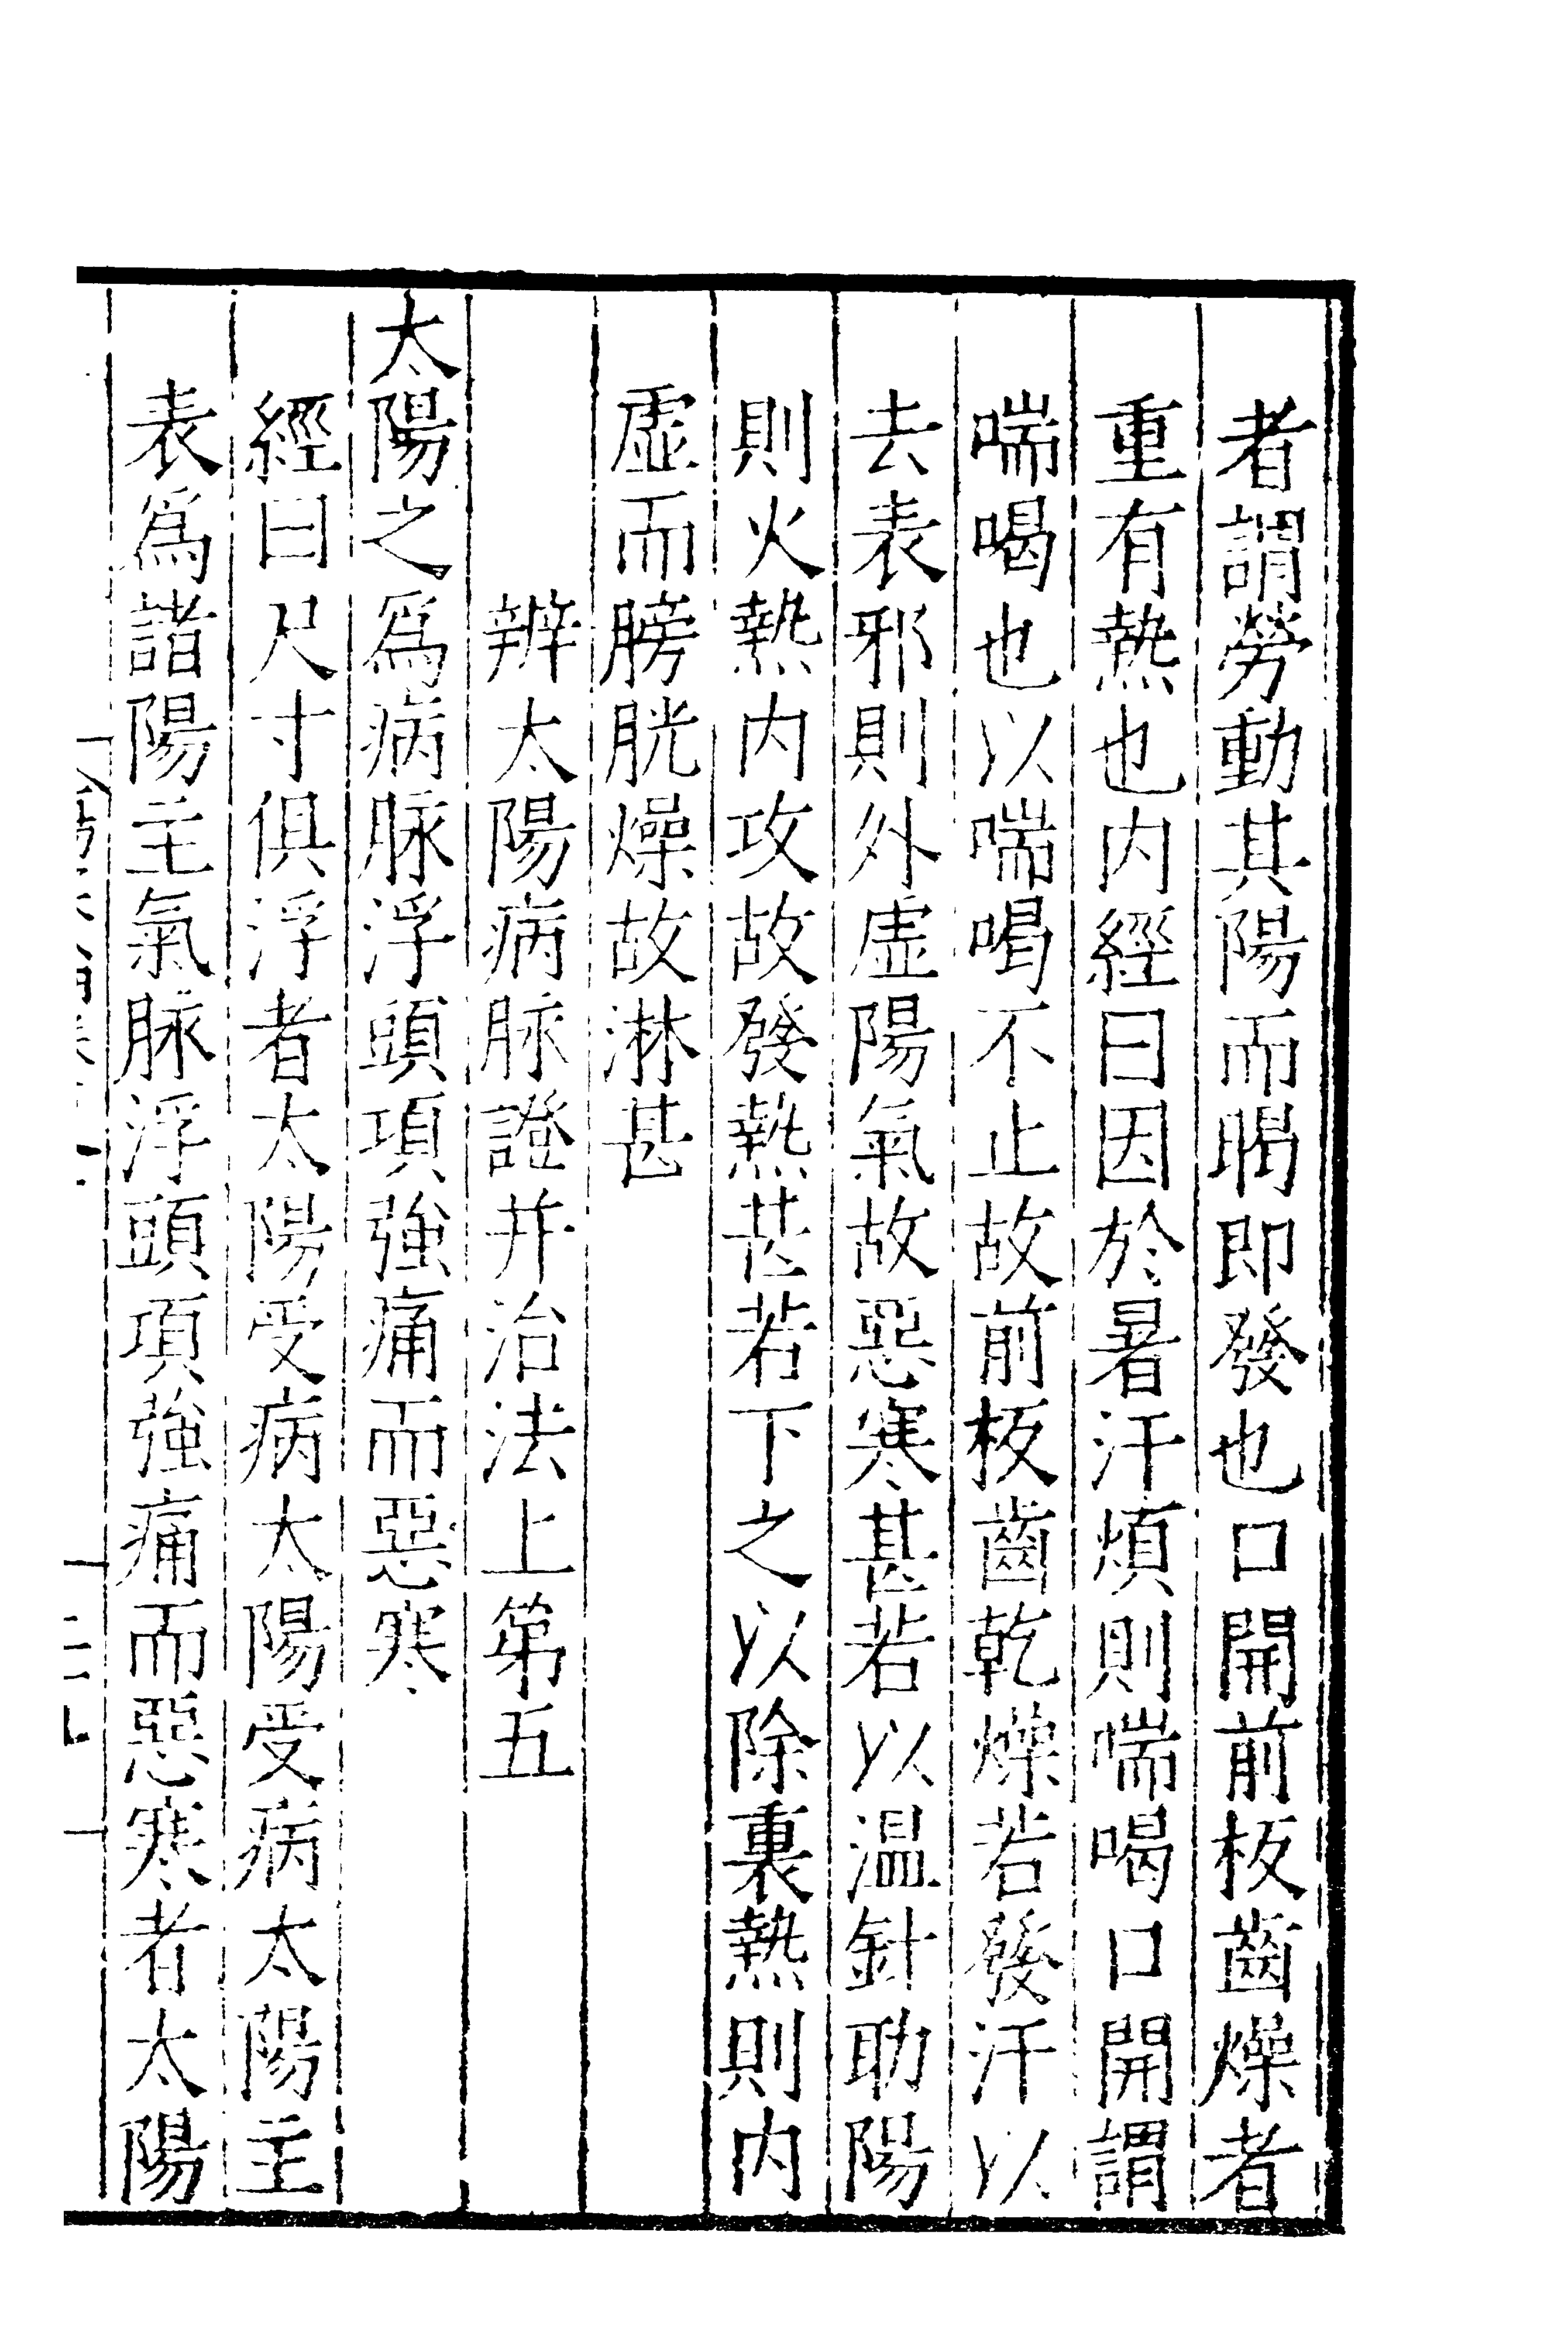 者謂勞動其陽而暍即發也口開前板齒燥者
重有熱也内經曰因於暑汗煩則喘喝口開謂
喘喝也以喘喝不止故前板齒乾燥若發汗以
去表邪則外虛陽氣故惡寒甚若以温針助陽
則火熱内攻故發熱甚若下之以除裏熱則内
虛而膀胱燥故淋甚
辨太陽病脉證并治法上第五
太陽之爲病脉浮頭項強痛而惡寒
經曰尺寸俱浮者太陽受病太陽受病太陽主
表爲諸陽主氣脉浮頭項強痛而惡寒者太陽